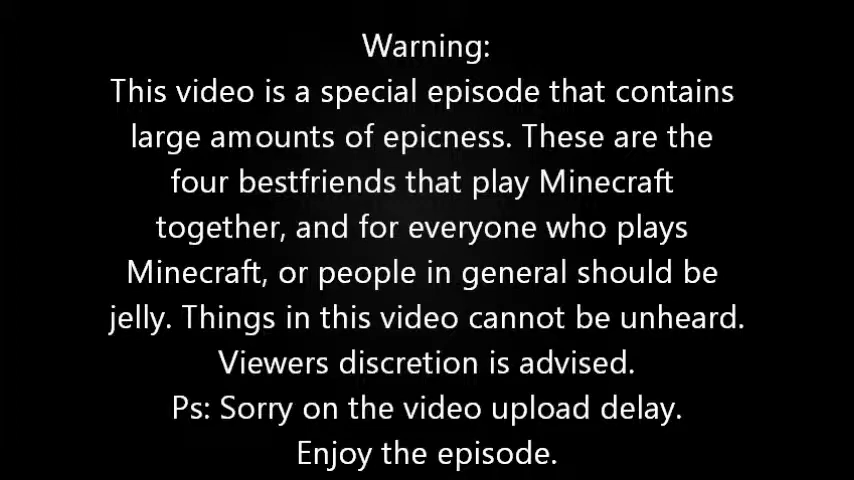 Warning:
This video is a special episode that contains
large amounts of epicness. These are the
four bestfriends that play Minecraft
together, and for everyone who plays
Minecraft, or people in general should be
jelly. Things in this video cannot be unheard.
Viewers discretion is advised.
Ps: Sorry on the video upload delay.
Enjoy the episode.